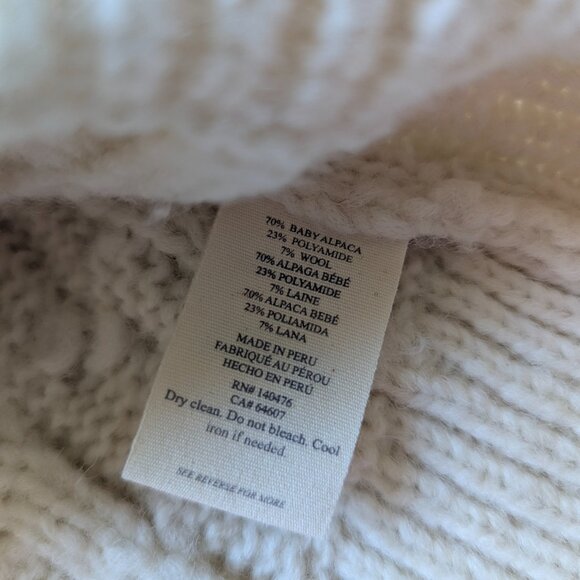 70% BABY ALPACA
23% POLYAMIDE
7% WOOL
70% ALPAGA BÉBÉ
23% POLYAMIDE
7% LAINE
70% ALPACA BEBÉ
23% POLIAMIDA
7% LANA
MADE IN PERU
FABRIQUÉ AU PÉROU
HECHO EN PERÚ
RN# 140476
CA# 64607
Dry clean. Do not bleach. Cool
iron if needed.
SEE REVERSE FOR MORE